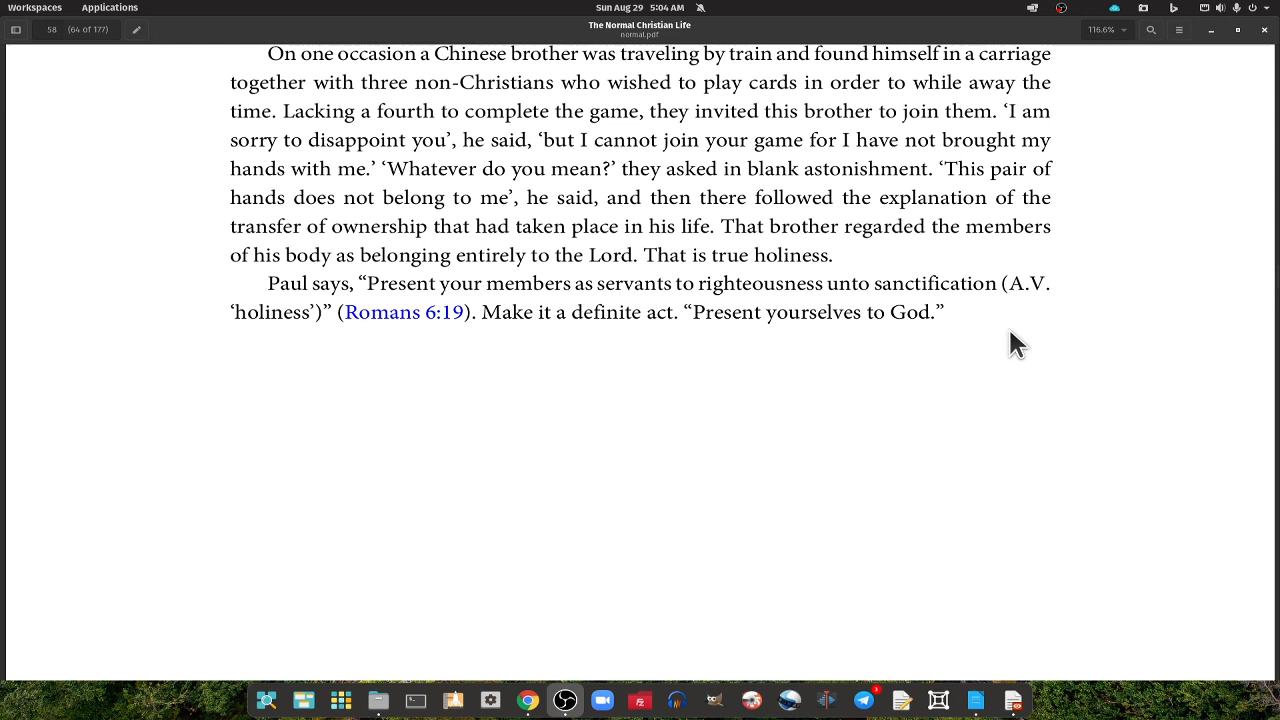 Workspaces Applications Sun Aug 29 5:04 AM
58 (64 of 177) The Normal Christian Life 116.6%
normal.pdf
On one occasion a Chinese brother was traveling by train and found himself in a carriage
together with three non-Christians who wished to play cards in order to while away the
time. Lacking a fourth to complete the game, they invited this brother to join them. ‘I am
sorry to disappoint you’, he said, ‘but I cannot join your game for I have not brought my
hands with me.’ ‘Whatever do you mean?’ they asked in blank astonishment. ‘This pair of
hands does not belong to me’, he said, and then there followed the explanation of the
transfer of ownership that had taken place in his life. That brother regarded the members
of his body as belonging entirely to the Lord. That is true holiness.
Paul says, “Present your members as servants to righteousness unto sanctification (A.V.
‘holiness’)” (Romans 6:19). Make it a definite act. “Present yourselves to God.”